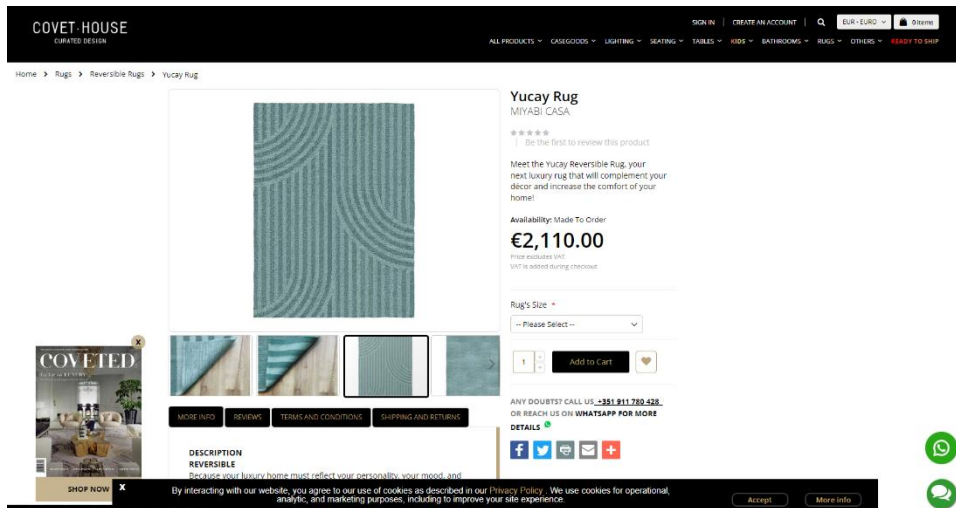 COVET·HOUSE
CURATED DESIGN
SIGN IN | CREATE AN ACCOUNT | EUR - EURO 0 items
ALL PRODUCTS CASEGOODS LIGHTING SEATING TABLES KIDS BATHROOMS RUGS OTHERS READY TO SHIP
Home > Rugs > Reversible Rugs > Yucay Rug
Yucay Rug
MIYABI CASA
| Be the first to review this product
Meet the Yucay Reversible Rug, your
next luxury rug that will complement your
décor and increase the comfort of your
home!
Availability: Made To Order
€2,110.00
Price excludes VAT
VAT is added during checkout
Rug's Size *
-- Please Select --
1 Add to Cart
ANY DOUBTS? CALL US +351 911 780 428
OR REACH US ON WHATSAPP FOR MORE
DETAILS
MORE INFO REVIEWS TERMS AND CONDITIONS SHIPPING AND RETURNS
DESCRIPTION
REVERSIBLE
Because your luxury home must reflect your personality, your mood, and
X
COVETED
SHOP NOW
X
By interacting with our website, you agree to our use of cookies as described in our Privacy Policy . We use cookies for operational,
analytic, and marketing purposes, including to improve your site experience.
Accept More info